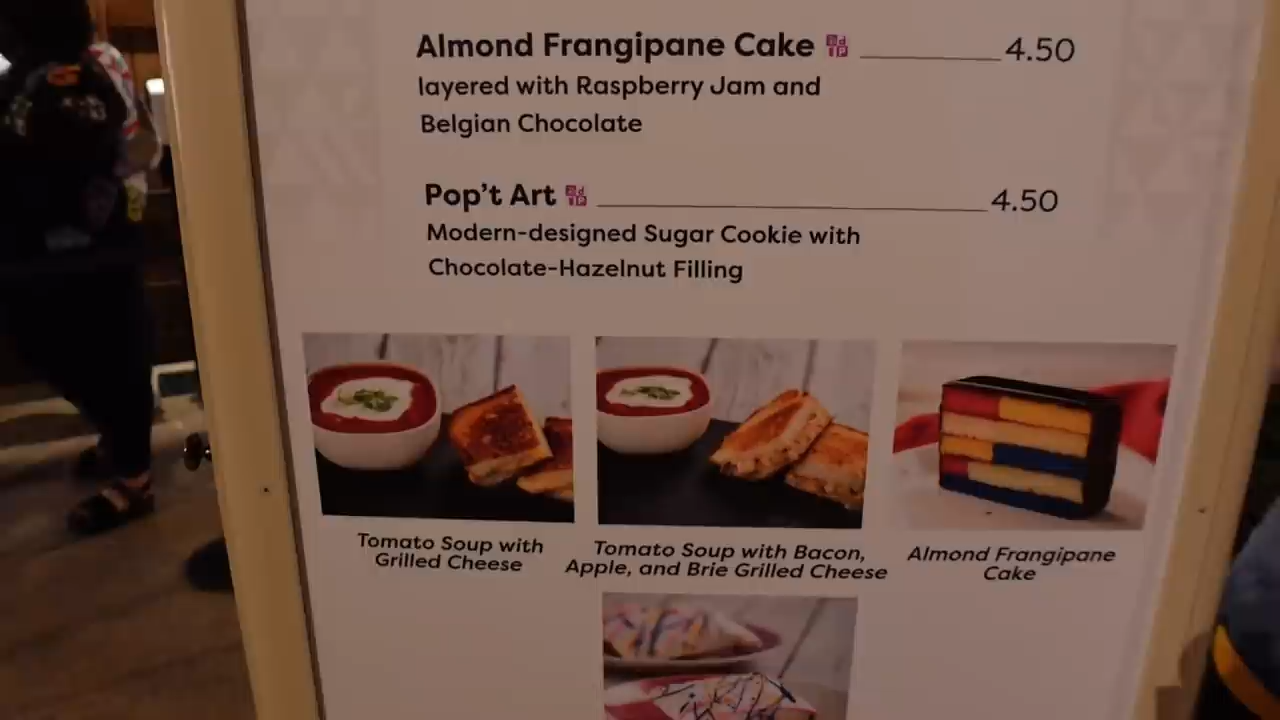 Almond Frangipane Cake 4.50
layered with Raspberry Jam and
Belgian Chocolate
Pop't Art 4.50
Modern-designed Sugar Cookie with
Chocolate-Hazelnut Filling
Tomato Soup with
Grilled Cheese
Tomato Soup with Bacon,
Apple, and Brie Grilled Cheese
Almond Frangipane
Cake